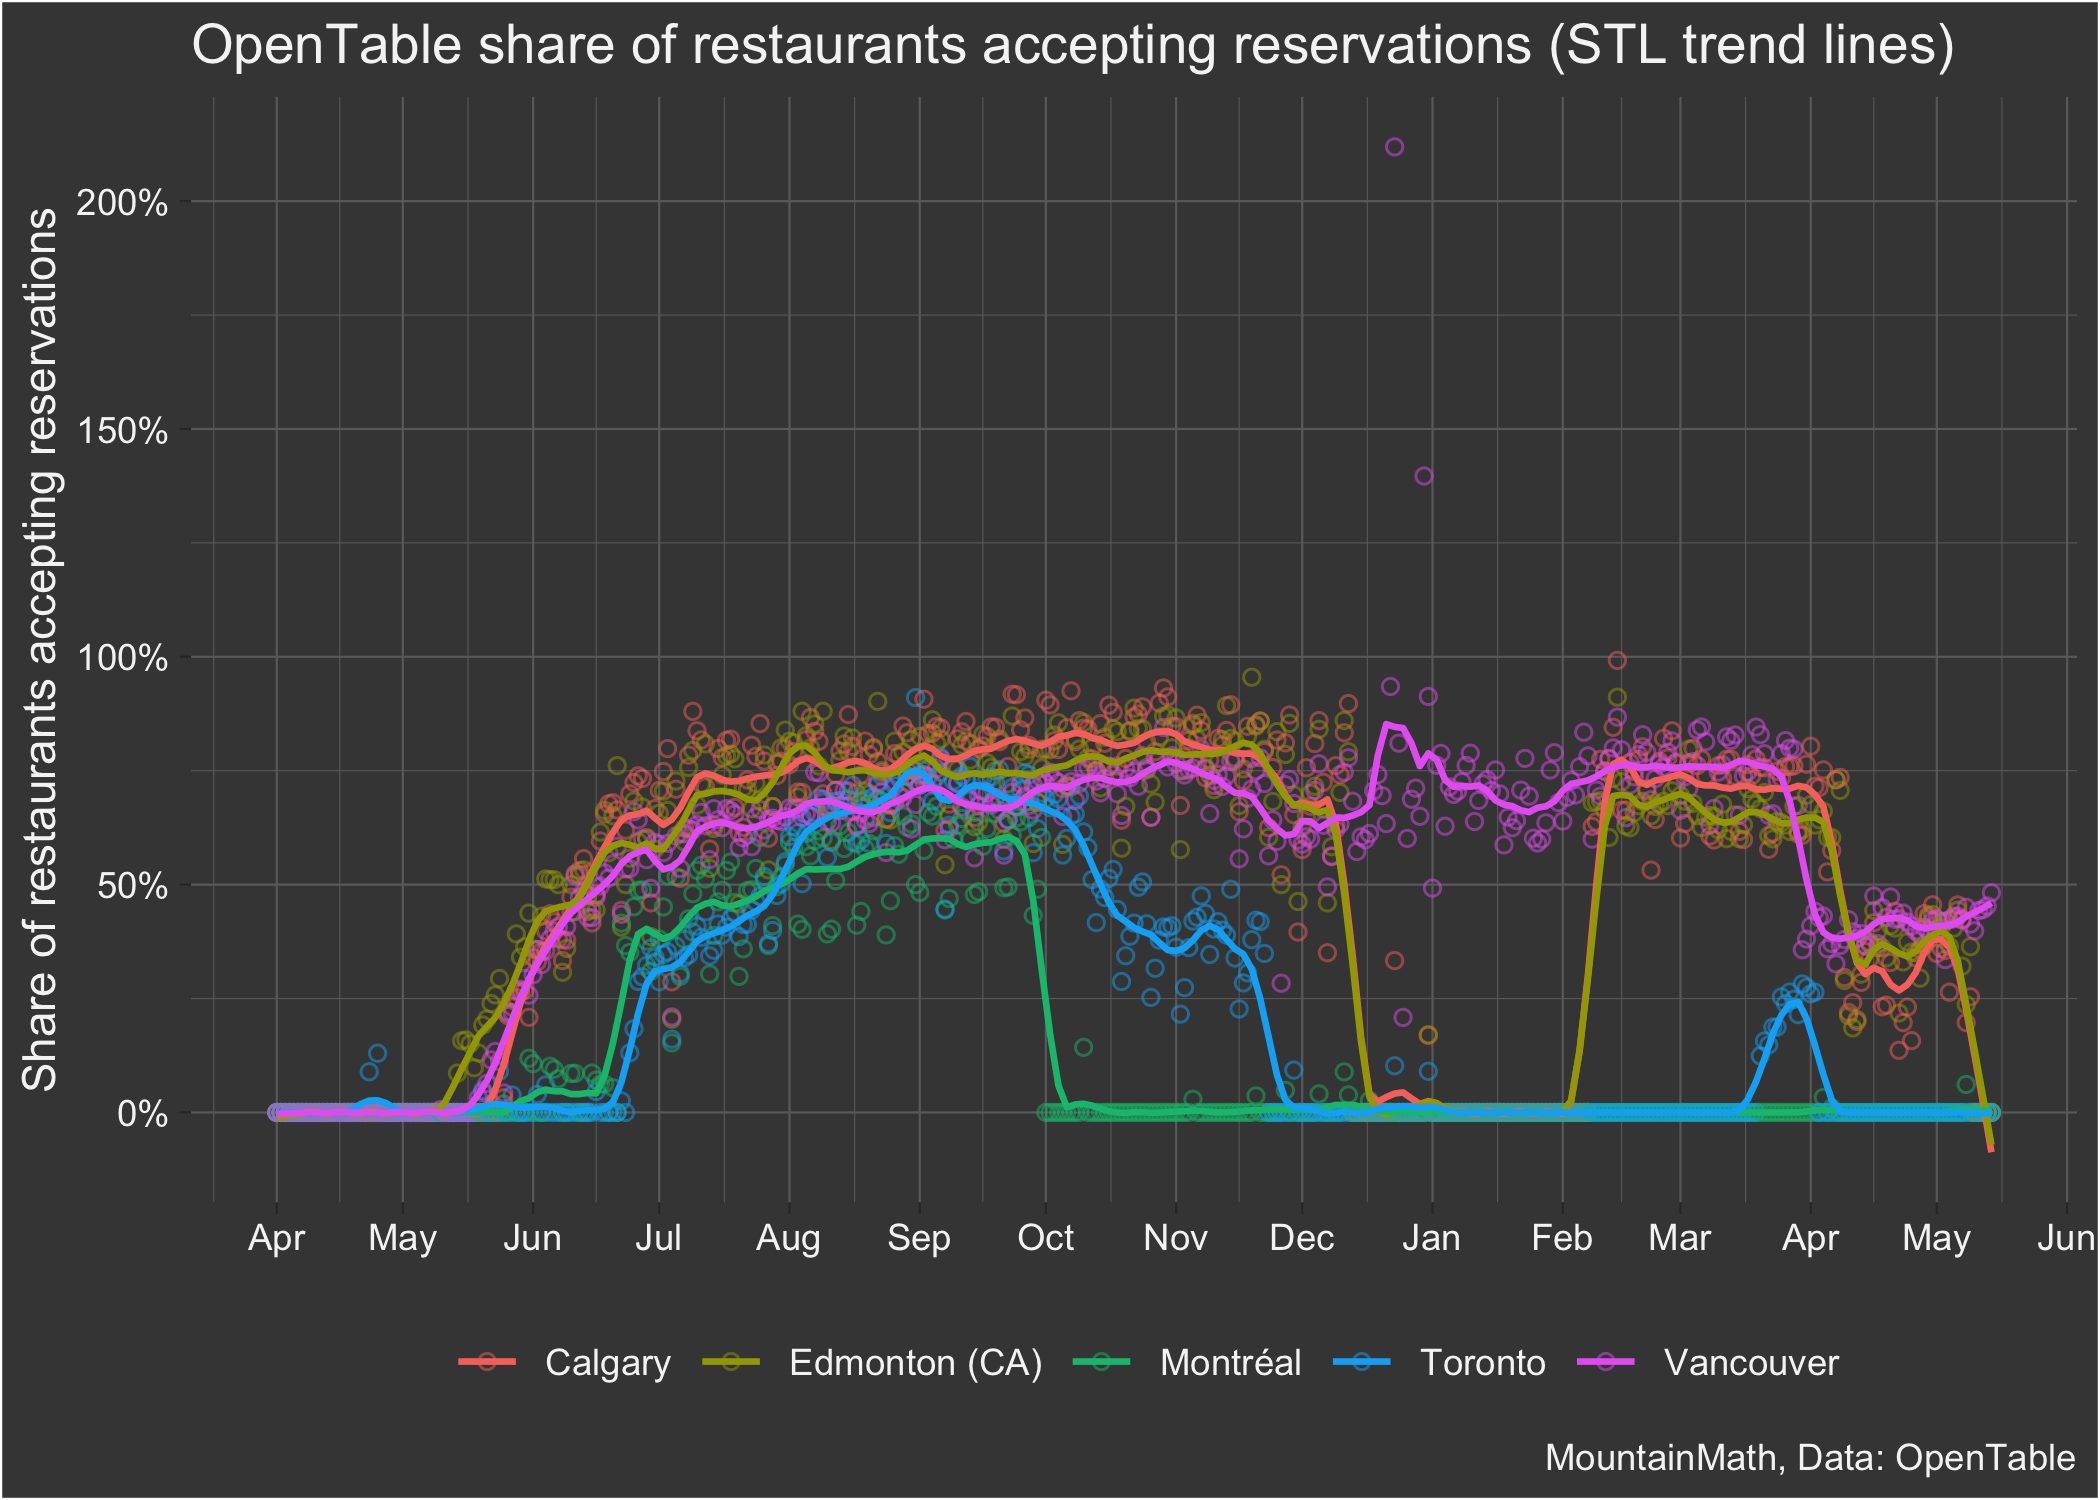 OpenTable share of restaurants accepting reservations (STL trend lines)
Share of restaurants accepting reservations
200%
150%
100%
50%
0%
Apr May Jun Jul Aug Sep Oct Nov Dec Jan Feb Mar Apr May Jun
Calgary Edmonton (CA) Montréal Toronto Vancouver
MountainMath, Data: OpenTable